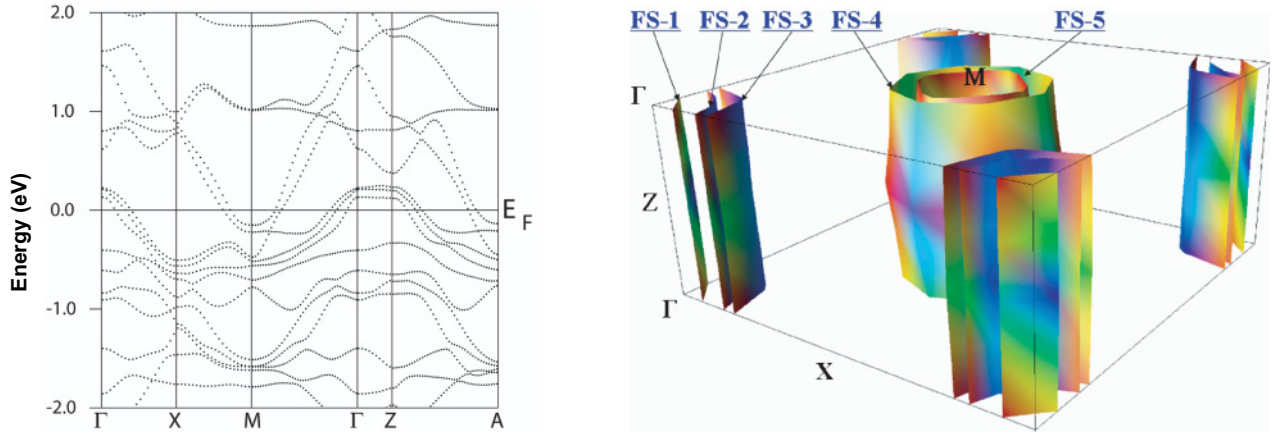 2.0
1.0
0.0
-1.0
-2.0
Energy (eV)
E F
Γ X M Γ Z A
FS-1 FS-2 FS-3 FS-4 FS-5
M
Γ
Z
Γ
X